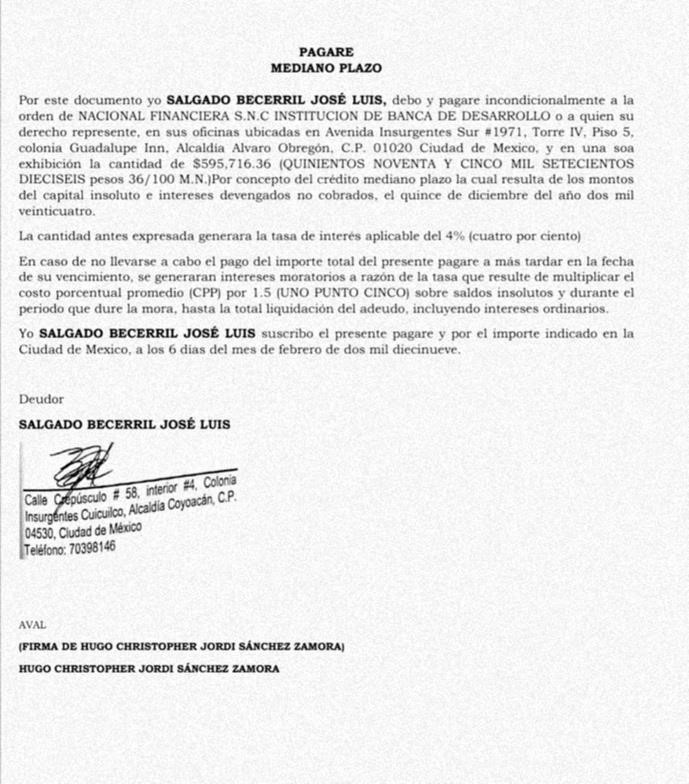 PAGARE
MEDIANO PLAZO
Por este documento yo SALGADO BECERRIL JOSÉ LUIS, debo y pagare incondicionalmente a la
orden de NACIONAL FINANCIERA S.N.C INSTITUCION DE BANCA DE DESARROLLO o a quien su
derecho represente, en sus oficinas ubicadas en Avenida Insurgentes Sur #1971, Torre IV, Piso 5,
colonia Guadalupe Inn, Alcaldía Alvaro Obregón, C.P. 01020 Ciudad de Mexico, y en una soa
exhibición la cantidad de $595,716.36 (QUINIENTOS NOVENTA Y CINCO MIL SETECIENTOS
DIECISEIS pesos 36/100 M.N.)Por concepto del crédito mediano plazo la cual resulta de los montos
del capital insoluto e intereses devengados no cobrados, el quince de diciembre del año dos mil
veinticuatro.
La cantidad antes expresada generara la tasa de interés aplicable del 4% (cuatro por ciento)
En caso de no llevarse a cabo el pago del importe total del presente pagare a más tardar en la fecha
de su vencimiento, se generaran intereses moratorios a razón de la tasa que resulte de multiplicar el
costo porcentual promedio (CPP) por 1.5 (UNO PUNTO CINCO) sobre saldos insolutos y durante el
periodo que dure la mora, hasta la total liquidación del adeudo, incluyendo intereses ordinarios.
Yo SALGADO BECERRIL JOSÉ LUIS suscribo el presente pagare y por el importe indicado en la
Ciudad de Mexico, a los 6 dias del mes de febrero de dos mil diecinueve.
Deudor
SALGADO BECERRIL JOSÉ LUIS
Calle Crepúsculo # 58, interior #4, Colonia
Insurgentes Cuicuilco, Alcaldía Coyoacán, C.P.
04530, Ciudad de México
Teléfono: 70398146
AVAL
(FIRMA DE HUGO CHRISTOPHER JORDI SÁNCHEZ ZAMORA)
HUGO CHRISTOPHER JORDI SÁNCHEZ ZAMORA